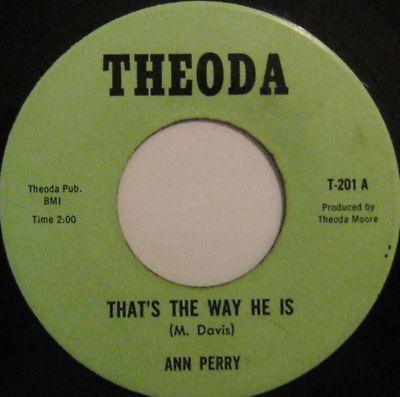 THEODA
Theoda Pub.
BMI
Time 2:00
T-201 A
Produced by
Theoda Moore
THAT'S THE WAY HE IS
(M. Davis)
ANN PERRY